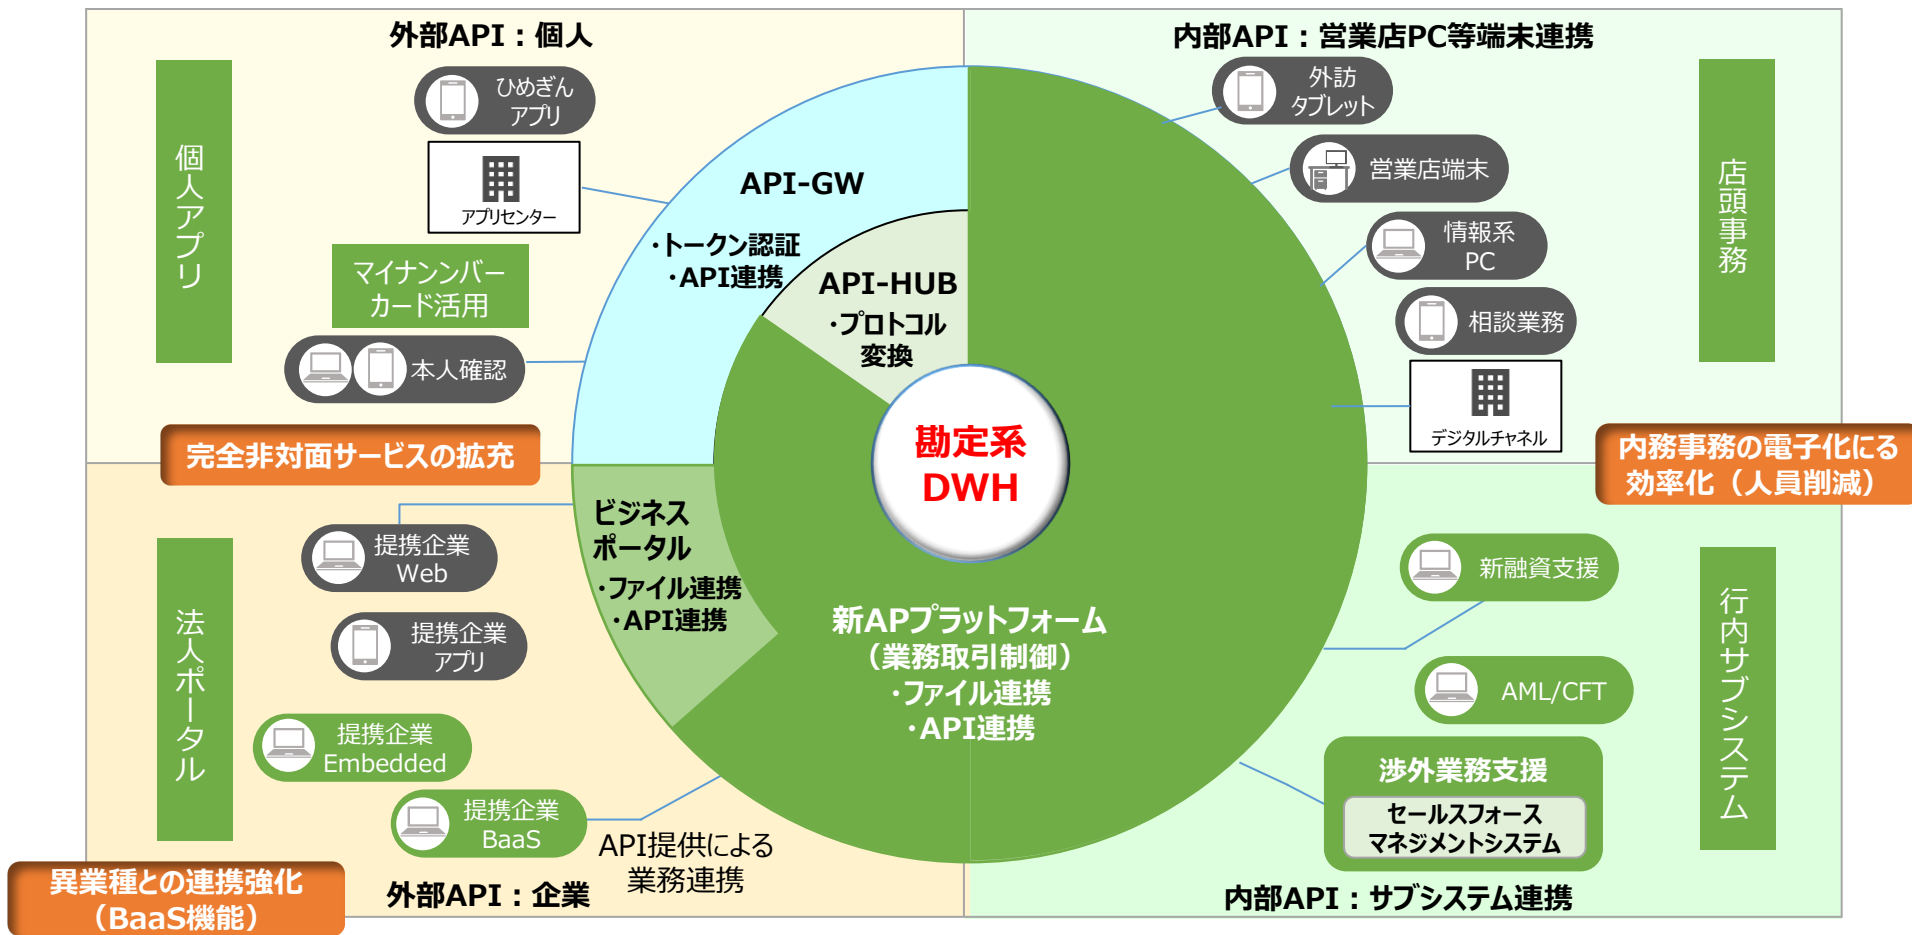 外部API：個人
個人アプリ
ひめぎん
アプリ
アプリセンター
マイナンンバー
カード活用
本人確認
完全非対面サービスの拡充
API-GW
・トークン認証
・API連携
API-HUB
・プロトコル
変換
勘定系
DWH
内部API：営業店PC等端末連携
外訪
タブレット
営業店端末
情報系
PC
相談業務
デジタルチャネル
店頭事務
内務事務の電子化にる
効率化（人員削減）
法人ポータル
提携企業
Web
提携企業
アプリ
提携企業
Embedded
提携企業
BaaS
API提供による
業務連携
異業種との連携強化
（BaaS機能）
外部API：企業
ビジネス
ポータル
・ファイル連携
・API連携
新APプラットフォーム
（業務取引制御）
・ファイル連携
・API連携
新融資支援
AML/CFT
渉外業務支援
セールスフォース
マネジメントシステム
行内サブシステム
内部API：サブシステム連携